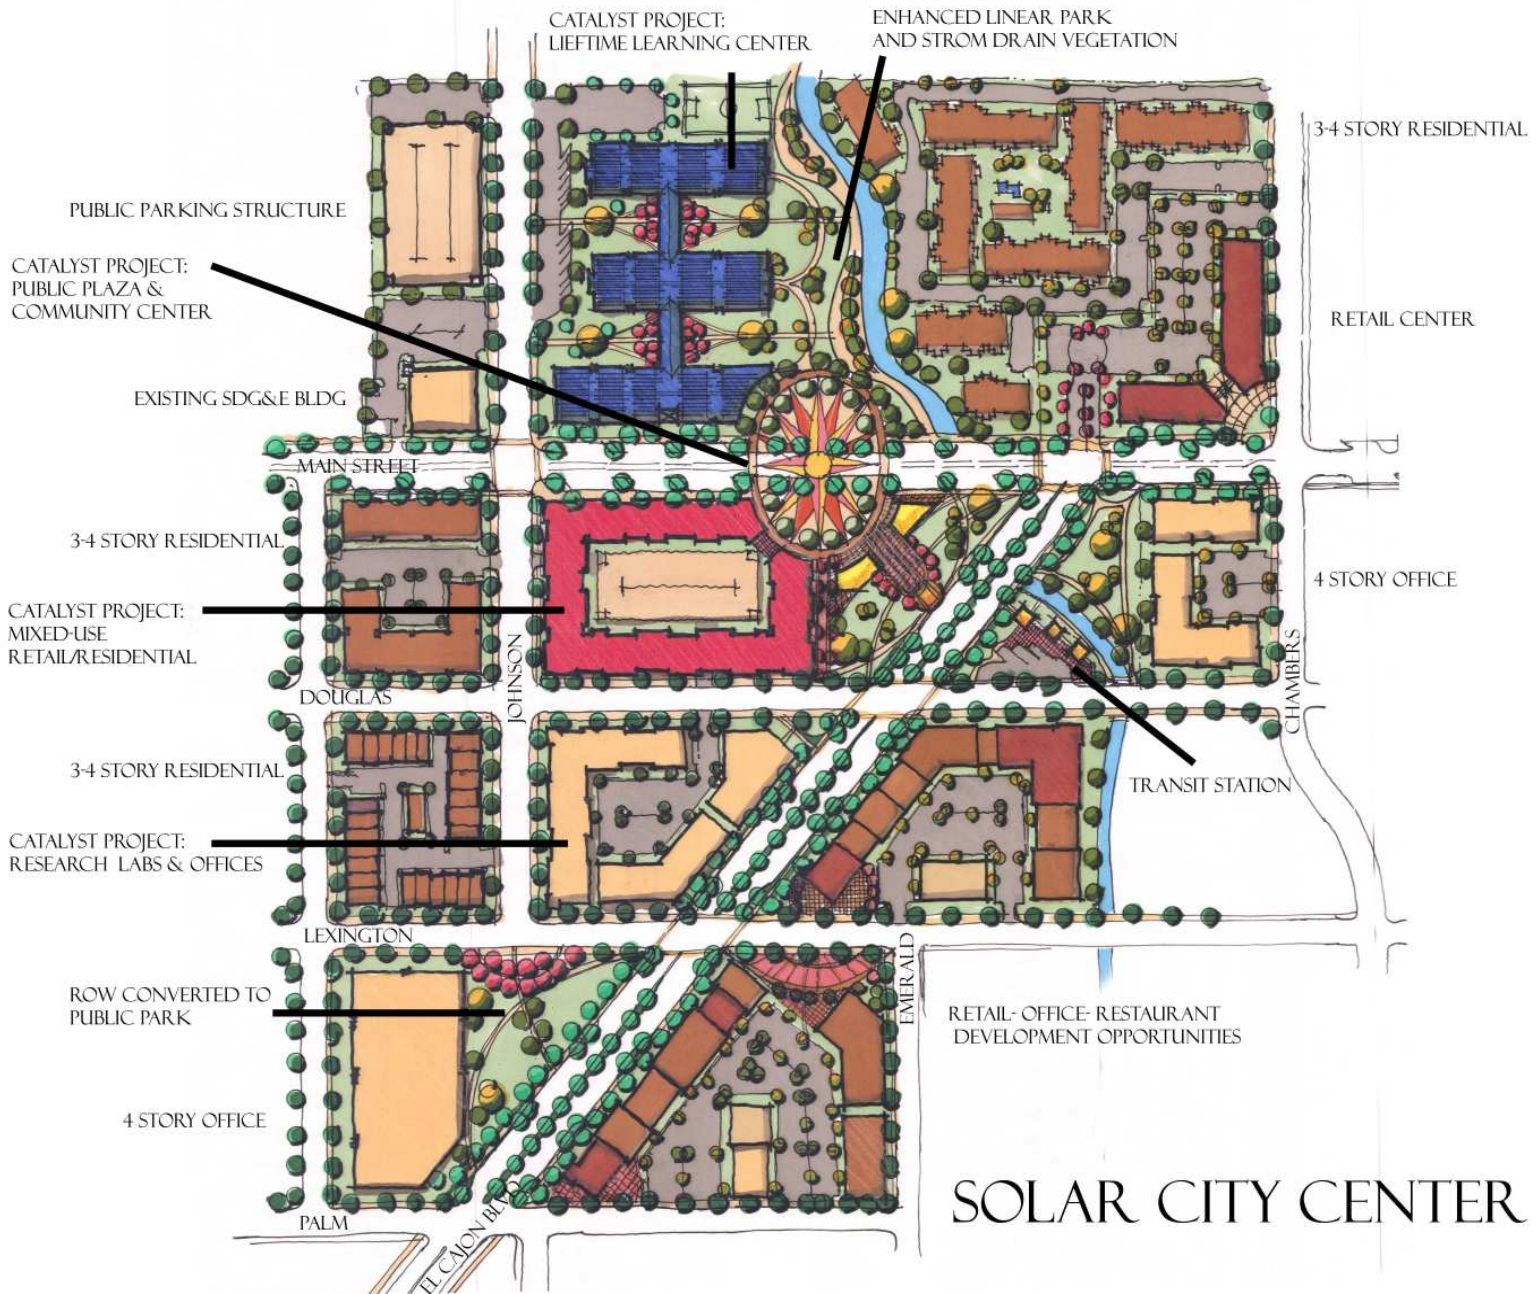 CATALYST PROJECT:
LIEFTIME LEARNING CENTER
ENHANCED LINEAR PARK
AND STROM DRAIN VEGETATION
3-4 STORY RESIDENTIAL
PUBLIC PARKING STRUCTURE
CATALYST PROJECT:
PUBLIC PLAZA &
COMMUNITY CENTER
RETAIL CENTER
EXISTING SDG&E BLDG
MAIN STREET
3-4 STORY RESIDENTIAL
4 STORY OFFICE
CATALYST PROJECT:
MIXED-USE
RETAIL/RESIDENTIAL
JOHNSON
CHAMBERS
DOUGLAS
3-4 STORY RESIDENTIAL
TRANSIT STATION
CATALYST PROJECT:
RESEARCH LABS & OFFICES
LEXINGTON
EMERALD
ROW CONVERTED TO
PUBLIC PARK
RETAIL- OFFICE- RESTAURANT
DEVELOPMENT OPPORTUNITIES
4 STORY OFFICE
SOLAR CITY CENTER
PALM
EL CAJON BLVD